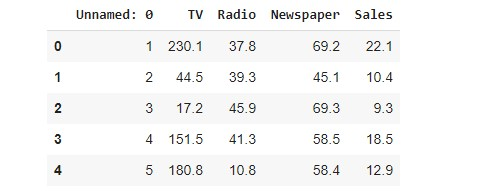 Unnamed: 0 TV Radio Newspaper Sales
0 1 230.1 37.8 69.2 22.1
1 2 44.5 39.3 45.1 10.4
2 3 17.2 45.9 69.3 9.3
3 4 151.5 41.3 58.5 18.5
4 5 180.8 10.8 58.4 12.9